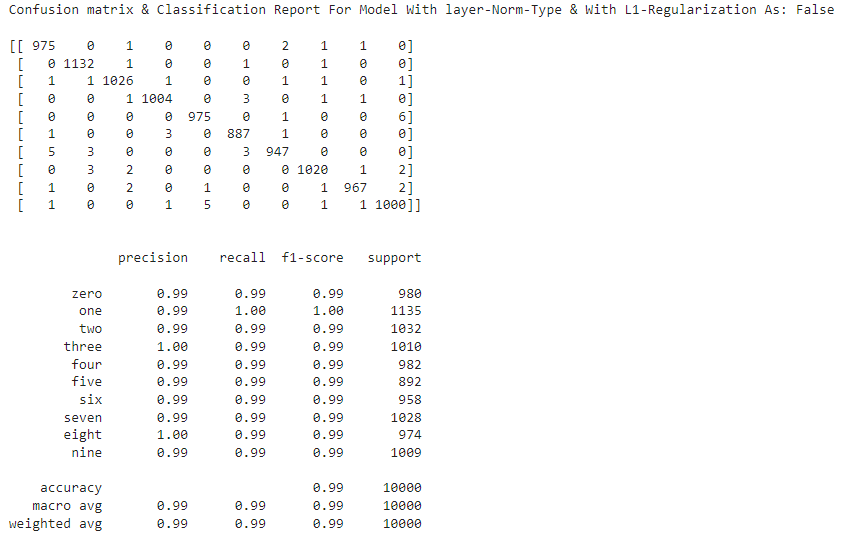 Confusion matrix & Classification Report For Model With layer-Norm-Type & With L1-Regularization As: False
[[ 975 0 1 0 0 0 2 1 1 0]
[ 0 1132 1 0 0 1 0 1 0 0]
[ 1 1 1026 1 0 0 1 1 0 1]
[ 0 0 1 1004 0 3 0 1 1 0]
[ 0 0 0 0 975 0 1 0 0 6]
[ 1 0 0 3 0 887 1 0 0 0]
[ 5 3 0 0 0 3 947 0 0 0]
[ 0 3 2 0 0 0 0 1020 1 2]
[ 1 0 2 0 1 0 0 1 967 2]
[ 1 0 0 1 5 0 0 1 1 1000]]
precision recall f1-score support
zero 0.99 0.99 0.99 980
one 0.99 1.00 1.00 1135
two 0.99 0.99 0.99 1032
three 1.00 0.99 0.99 1010
four 0.99 0.99 0.99 982
five 0.99 0.99 0.99 892
six 0.99 0.99 0.99 958
seven 0.99 0.99 0.99 1028
eight 1.00 0.99 0.99 974
nine 0.99 0.99 0.99 1009
accuracy 0.99 10000
macro avg 0.99 0.99 0.99 10000
weighted avg 0.99 0.99 0.99 10000